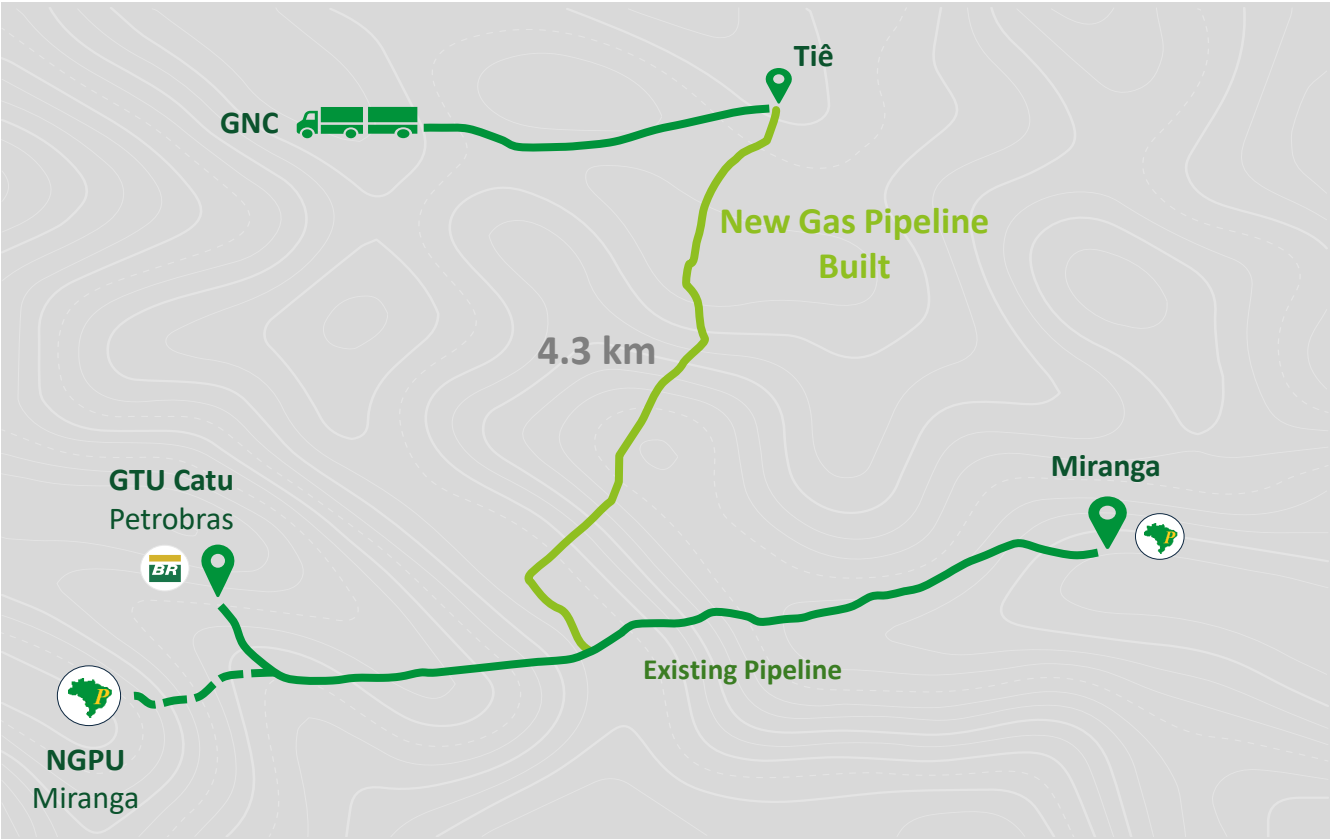 Tiê
GNC
New Gas Pipeline
Built
4.3 km
Miranga
P
GTU Catu
Petrobras
BR
Existing Pipeline
P
NGPU
Miranga